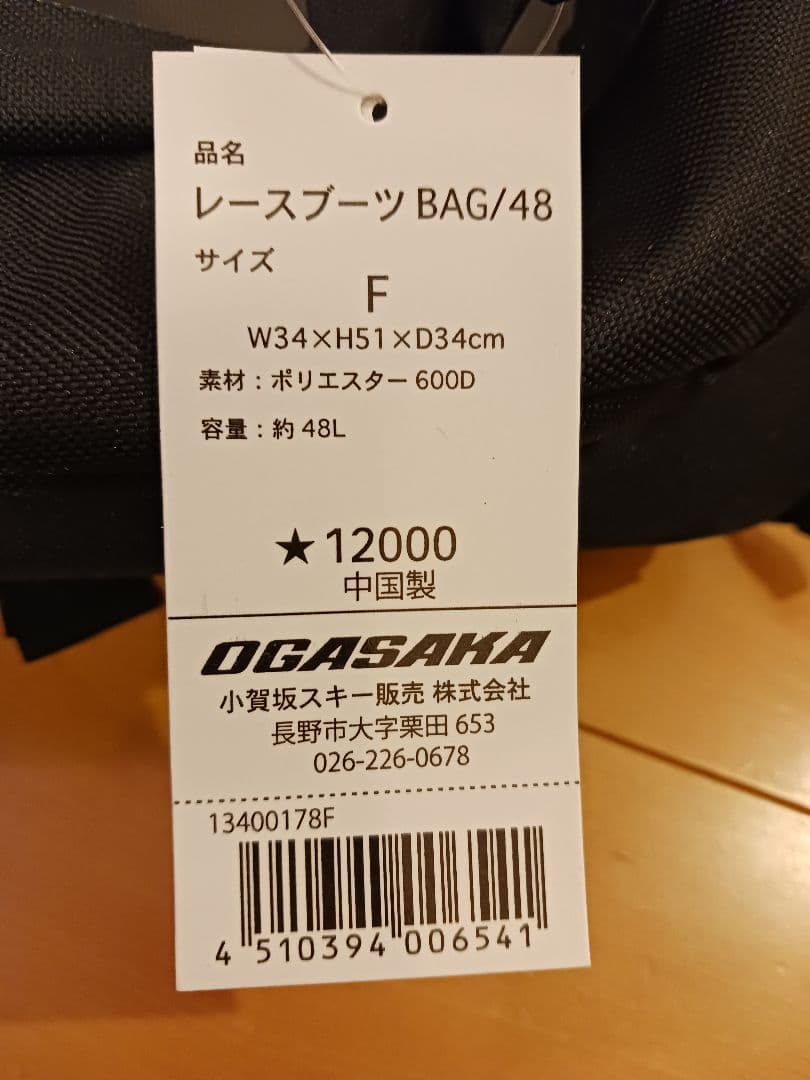 品名
レースブーツ BAG/48
サイズ
F
W34×H51×D34cm
素材：ポリエスター 600D
容量：約 48L
★12000
中国製
OGASAKA
小賀坂スキー販売 株式会社
長野市大字栗田 653
026-226-0678
13400178F
4 510394 006541